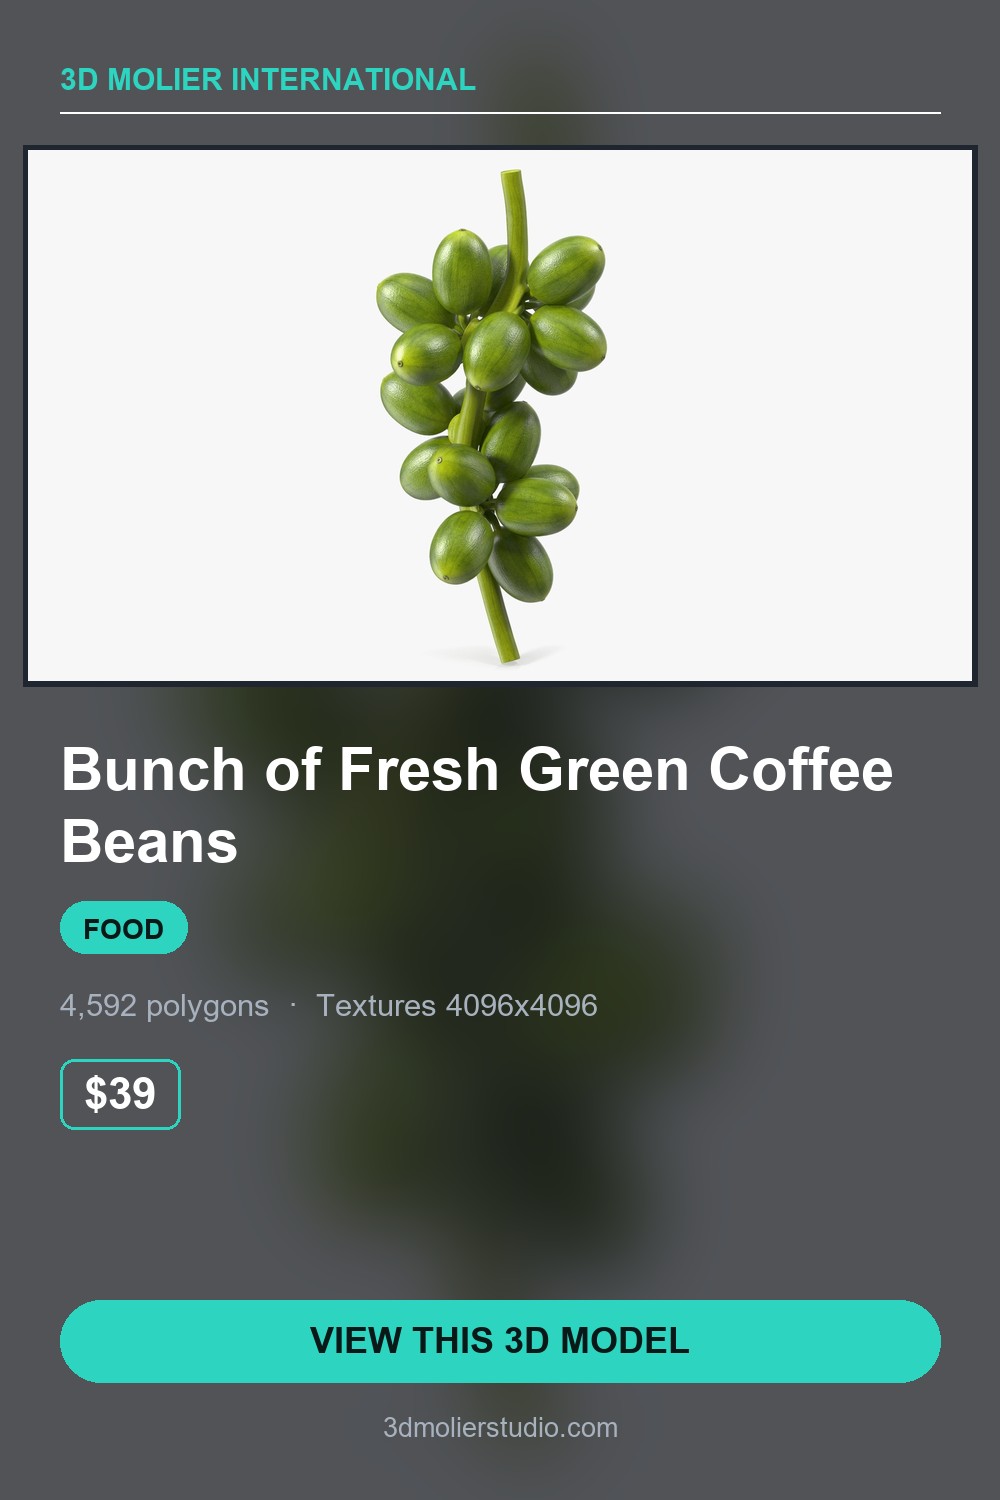 3D MOLIER INTERNATIONAL
Bunch of Fresh Green Coffee
Beans
FOOD
4,592 polygons · Textures 4096x4096
$39
VIEW THIS 3D MODEL
3dmolierstudio.com